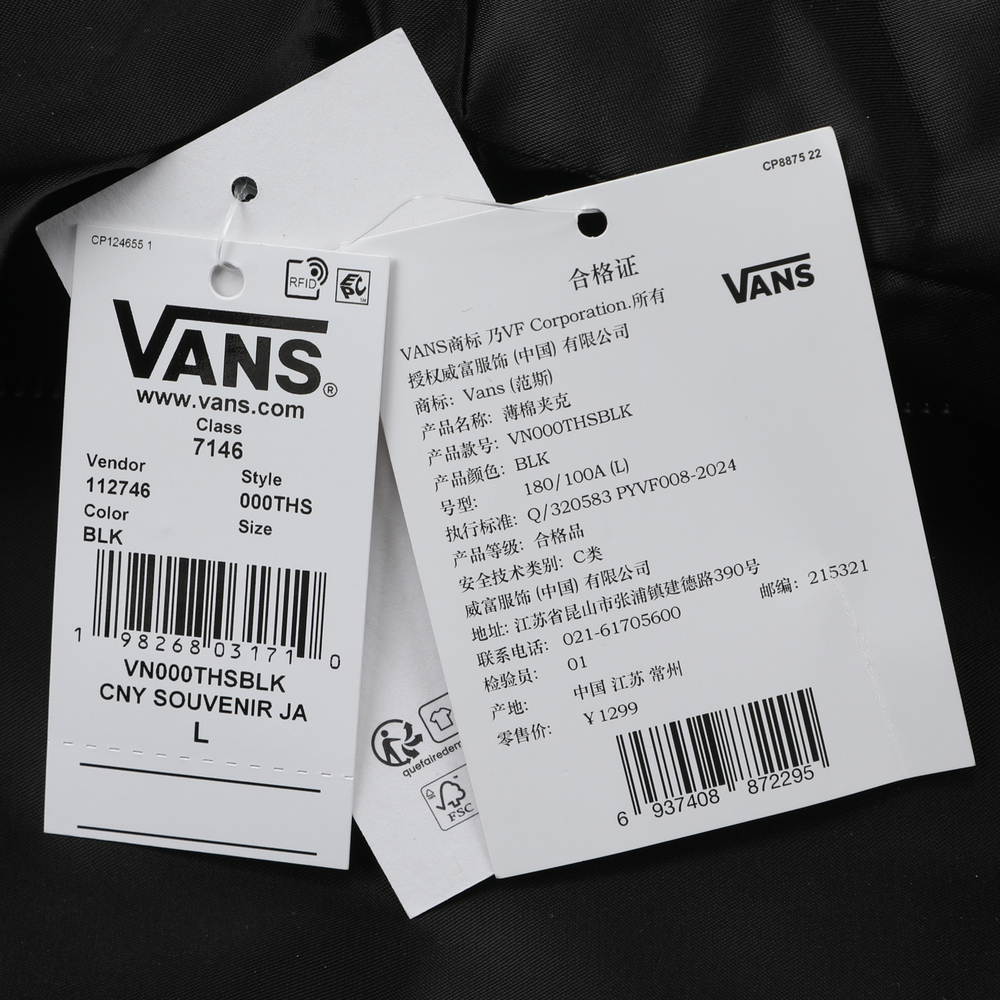 CP124655 1
RFID
EPC
VANS®
www.vans.com
Class
7146
Vendor
112746
Style
000THS
Color
BLK
Size
1 98268 03171 0
VN000THSBLK
CNY SOUVENIR JA
L
quefairedem
FSC
CP8875 22
合格证
VANS
VANS商标 乃VF Corporation.所有
授权威富服饰 (中国) 有限公司
商标: Vans (范斯)
产品名称: 薄棉夹克
产品款号: VN000THSBLK
产品颜色: BLK
号型: 180/100A (L)
执行标准: Q/320583 PYVF008-2024
产品等级: 合格品
安全技术类别: C类
威富服饰 (中国) 有限公司
地址: 江苏省昆山市张浦镇建德路390号 邮编: 215321
联系电话: 021-61705600
检验员: 01
产地: 中国 江苏 常州
零售价: ¥1299
6 937408 872295